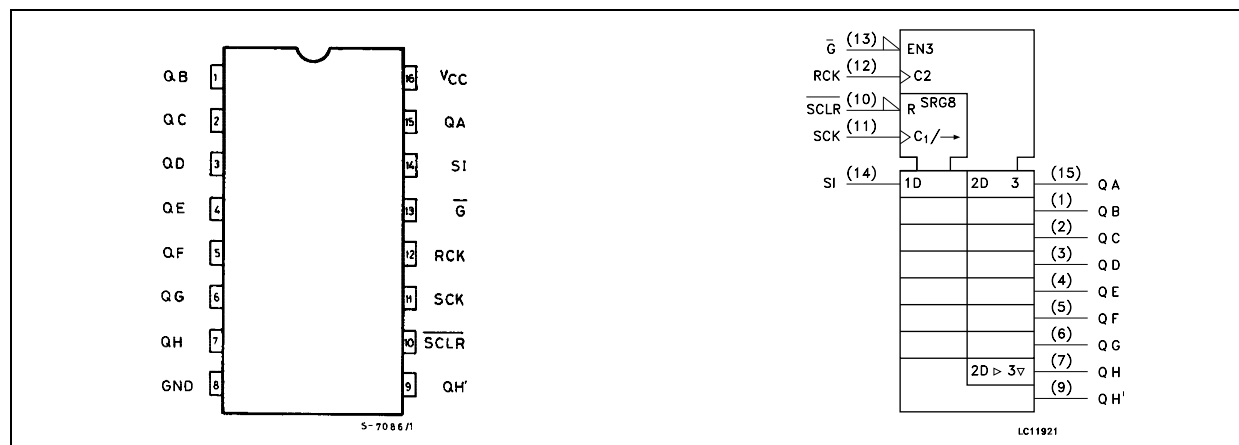 QB 1 16 VCC
QC 2 15 QA
QD 3 14 SI
QE 4 13 G̅
QF 5 12 RCK
QG 6 11 SCK
QH 7 10 S̅C̅L̅R̅
GND 8 9 QH'
S-7086/1
G̅ (13) EN3
RCK (12) C2
S̅C̅L̅R̅ (10) R SRG8
SCK (11) C1/→
SI (14) 1D 2D 3 (15) QA
(1) QB
(2) QC
(3) QD
(4) QE
(5) QF
(6) QG
2D ▷ 3▽ (7) QH
(9) QH'
LC11921